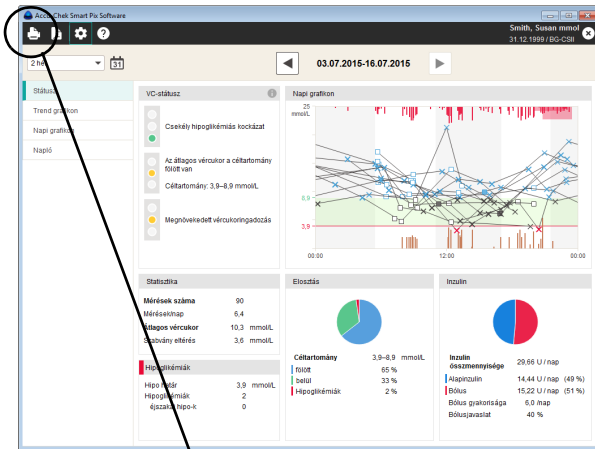 Accu-Chek Smart Pix Software
Smith, Susan mmol
31.12.1999 / BG-CSII
2 hét
31
03.07.2015-16.07.2015
Státusz
Trend grafikon
Napi grafikon
Napló
VC-státusz
Csekély hipoglikémiás kockázat
Az átlagos vércukor a céltartomány
fölött van
Céltartomány: 3,9–8,9 mmol/L
Megnövekedett vércukoringadozás
Napi grafikon
25
mmol/L
8,9
3,9
00:00 12:00 00:00
Statisztika
Mérések száma 90
Mérések/nap 6,4
Átlagos vércukor 10,3 mmol/L
Szabvány eltérés 3,6 mmol/L
Hipoglikémiák
Hipo határ 3,9 mmol/L
Hipoglikémiák 2
éjszakai hipo-k 0
Elosztás
Céltartomány 3,9–8,9 mmol/L
fölött 65 %
belül 33 %
Hipoglikémiák 2 %
Inzulin
Inzulin
összmennyisége 29,66 U / nap
Alapinzulin 14,44 U / nap (49 %)
Bólus 15,22 U / nap (51 %)
Bólus gyakorisága 6,0 /nap
Bólusjavaslat 40 %